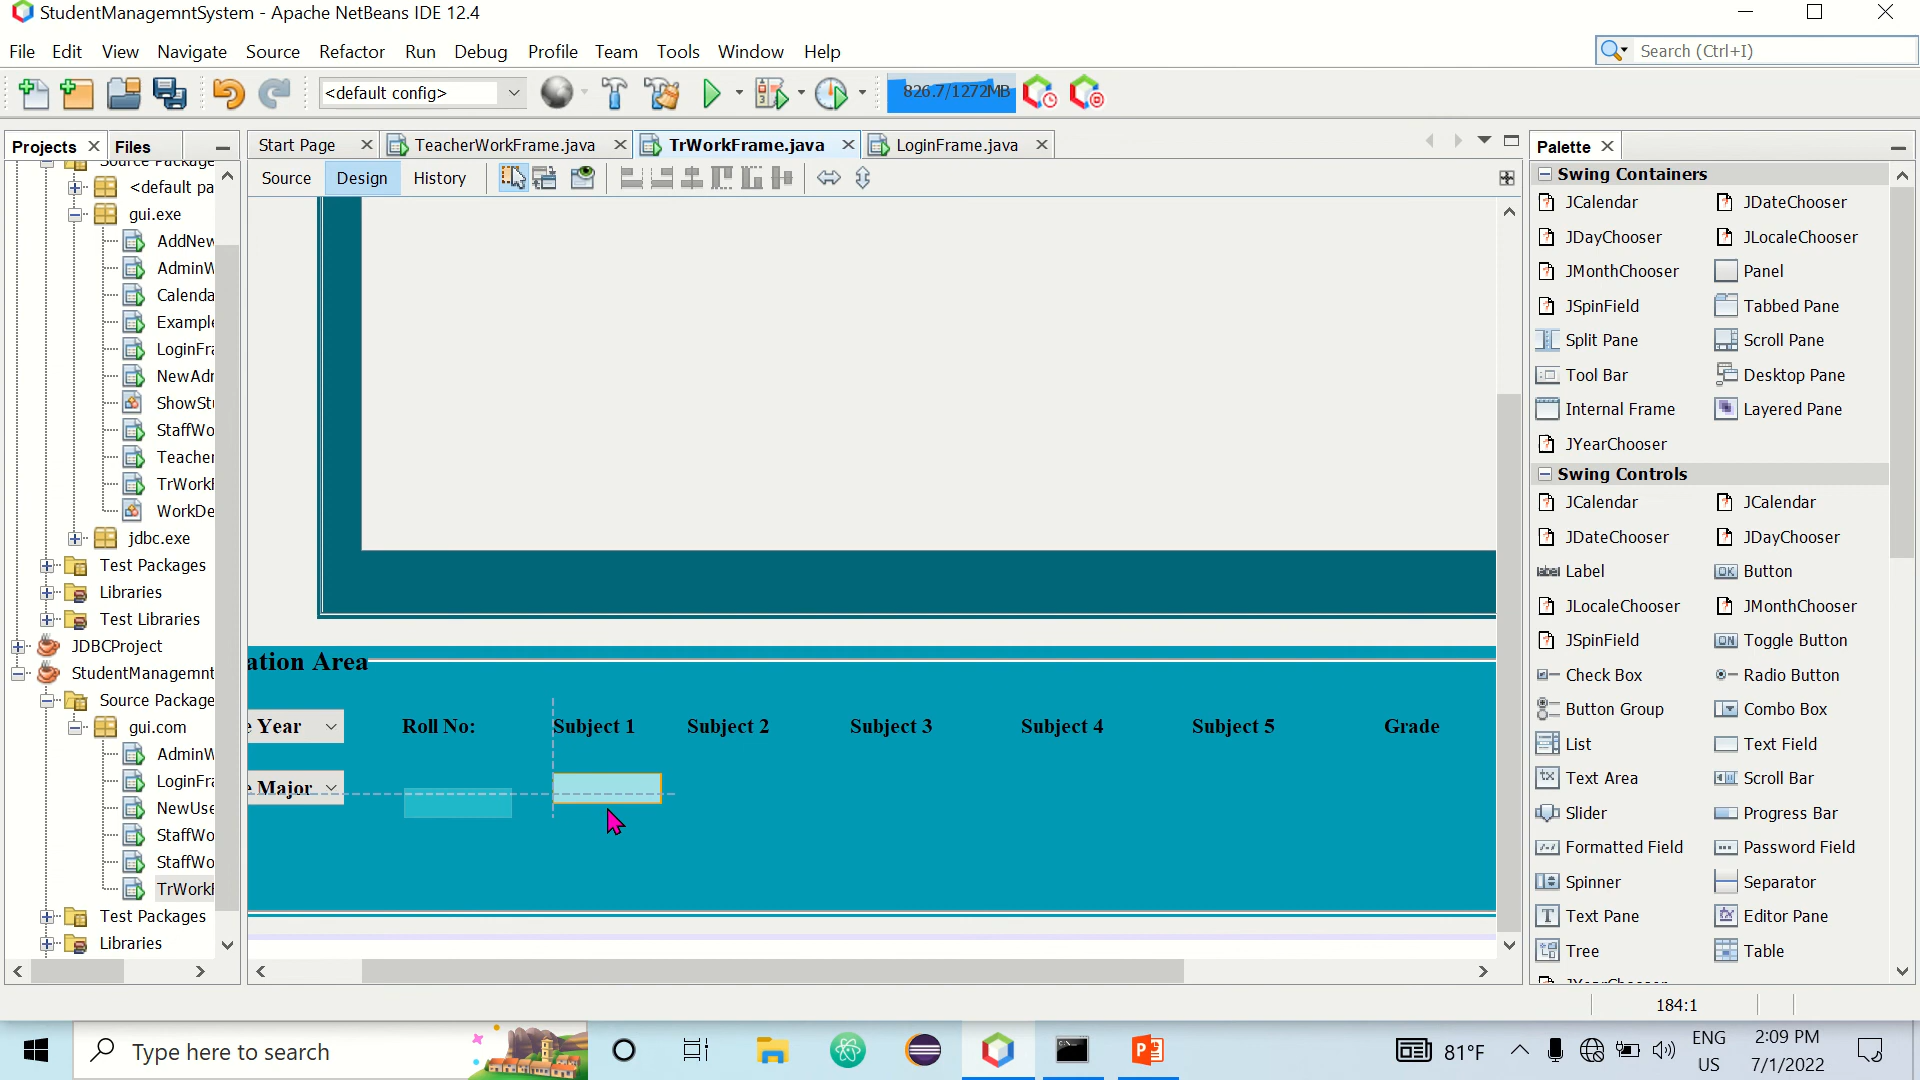 StudentManagemntSystem - Apache NetBeans IDE 12.4
File Edit View Navigate Source Refactor Run Debug Profile Team Tools Window Help
Search (Ctrl+I)
<default config>
826.7/1272MB
Projects Files
Start Page TeacherWorkFrame.java TrWorkFrame.java LoginFrame.java
Source Design History
Source Package
<default pa
gui.exe
AddNew
AdminW
Calenda
Example
LoginFra
NewAdr
ShowStu
StaffWo
Teacher
TrWorkF
WorkDe
jdbc.exe
Test Packages
Libraries
Test Libraries
JDBCProject
StudentManagemnt
Source Package
gui.com
AdminW
LoginFra
NewUse
StaffWo
StaffWo
TrWorkF
Test Packages
Libraries
ation Area
e Year Roll No: Subject 1 Subject 2 Subject 3 Subject 4 Subject 5 Grade
e Major
Palette
Swing Containers
JCalendar JDateChooser
JDayChooser JLocaleChooser
JMonthChooser Panel
JSpinField Tabbed Pane
Split Pane Scroll Pane
Tool Bar Desktop Pane
Internal Frame Layered Pane
JYearChooser
Swing Controls
JCalendar JCalendar
JDateChooser JDayChooser
label Label OK Button
JLocaleChooser JMonthChooser
JSpinField ON Toggle Button
Check Box Radio Button
Button Group Combo Box
List Text Field
Text Area Scroll Bar
Slider Progress Bar
Formatted Field Password Field
Spinner Separator
Text Pane Editor Pane
Tree Table
JYearChooser
184:1
Type here to search
81°F
ENG
US
2:09 PM
7/1/2022